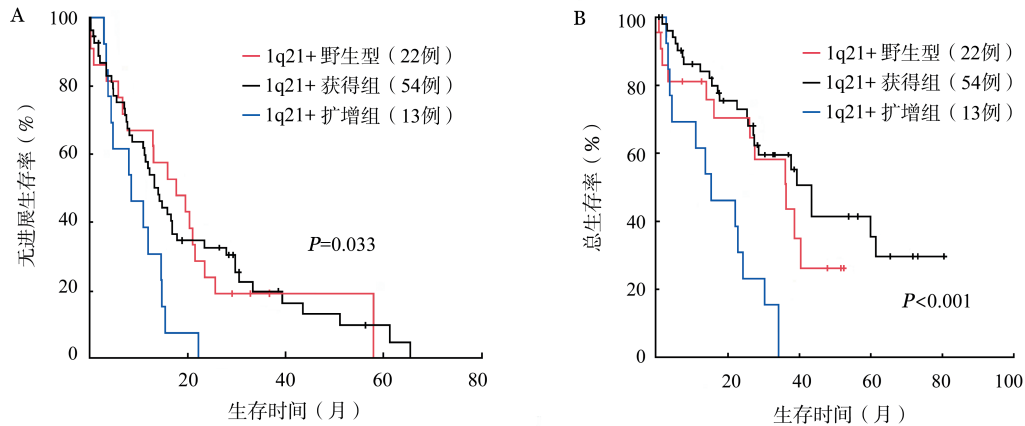 A
100
80
60
40
20
0
无进展生存率（%）
1q21+ 野生型（22例）
1q21+ 获得组（54例）
1q21+ 扩增组（13例）
P=0.033
20
40
60
80
生存时间（月）
B
100
80
60
40
20
0
总生存率（%）
1q21+ 野生型（22例）
1q21+ 获得组（54例）
1q21+ 扩增组（13例）
P<0.001
20
40
60
80
100
生存时间（月）